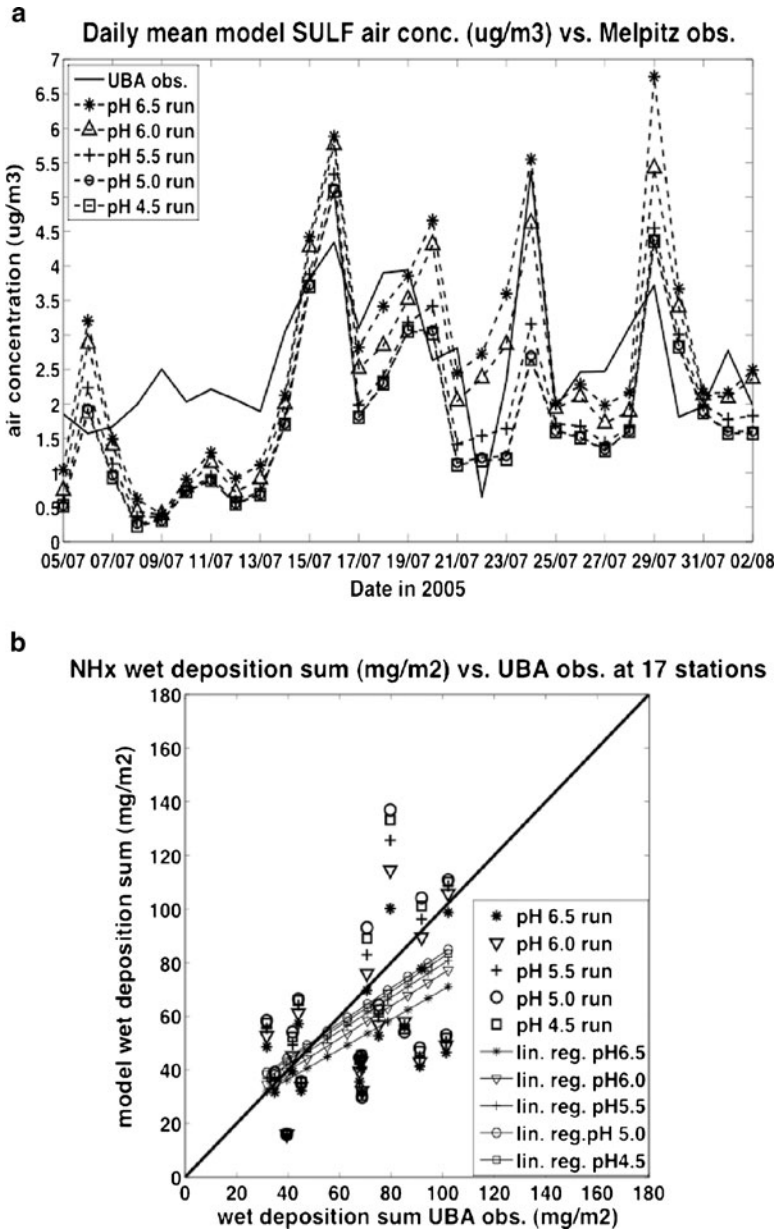 a
Daily mean model SULF air conc. (ug/m3) vs. Melpitz obs.
7
6.5
6
5.5
5
4.5
4
3.5
3
2.5
2
1.5
1
0.5
0
air concentration (ug/m3)
UBA obs.
pH 6.5 run
pH 6.0 run
pH 5.5 run
pH 5.0 run
pH 4.5 run
05/07 07/07 09/07 11/07 13/07 15/07 17/07 19/07 21/07 23/07 25/07 27/07 29/07 31/07 02/08
Date in 2005
b
NHx wet deposition sum (mg/m2) vs. UBA obs. at 17 stations
180
160
140
120
100
80
60
40
20
0
model wet deposition sum (mg/m2)
pH 6.5 run
pH 6.0 run
pH 5.5 run
pH 5.0 run
pH 4.5 run
lin. reg. pH6.5
lin. reg. pH6.0
lin. reg. pH5.5
lin. reg.pH 5.0
lin. reg. pH4.5
0 20 40 60 80 100 120 140 160 180
wet deposition sum UBA obs. (mg/m2)